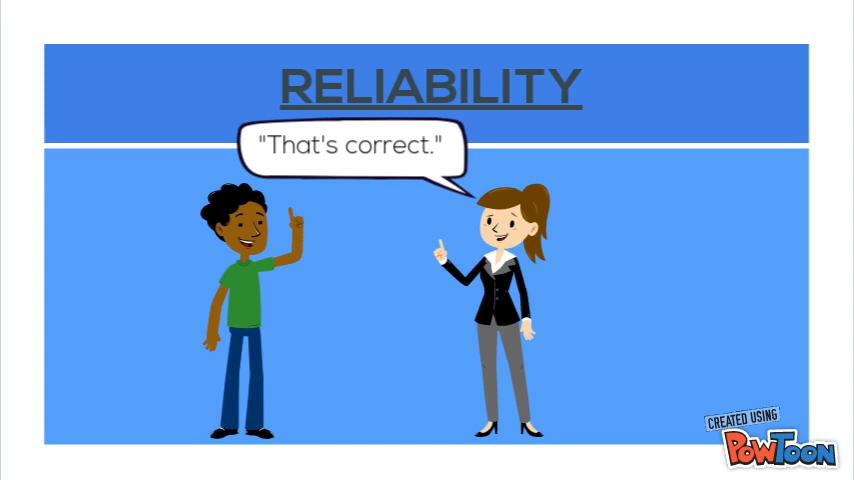 RELIABILITY
"That's correct."
CREATED USING
POWTOON